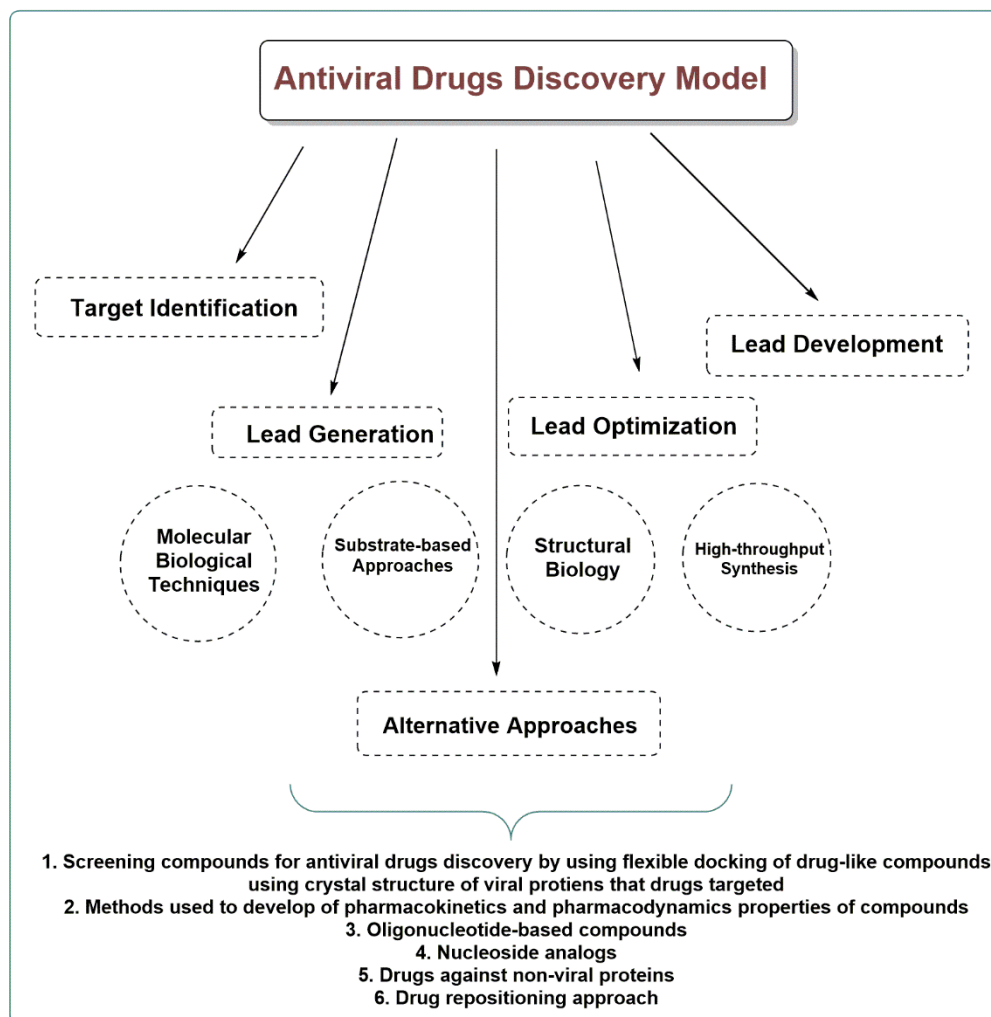 Antiviral Drugs Discovery Model
Target Identification
Lead Development
Lead Generation
Lead Optimization
Molecular
Biological
Techniques
Substrate-based
Approaches
Structural
Biology
High-throughput
Synthesis
Alternative Approaches
1. Screening compounds for antiviral drugs discovery by using flexible docking of drug-like compounds
using crystal structure of viral protiens that drugs targeted
2. Methods used to develop of pharmacokinetics and pharmacodynamics properties of compounds
3. Oligonucleotide-based compounds
4. Nucleoside analogs
5. Drugs against non-viral proteins
6. Drug repositioning approach